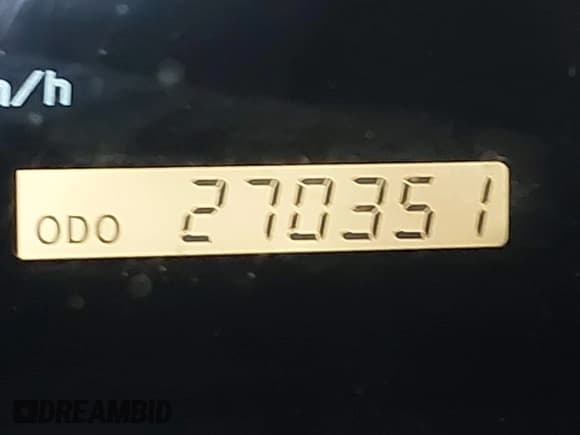 m/h
ODO 270351
DREAMBID